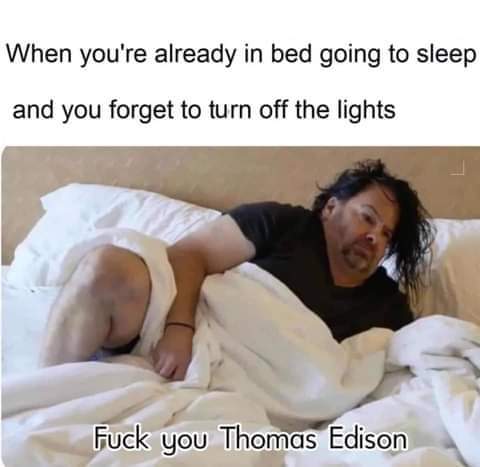 When you're already in bed going to sleep
and you forget to turn off the lights
Fuck you Thomas Edison